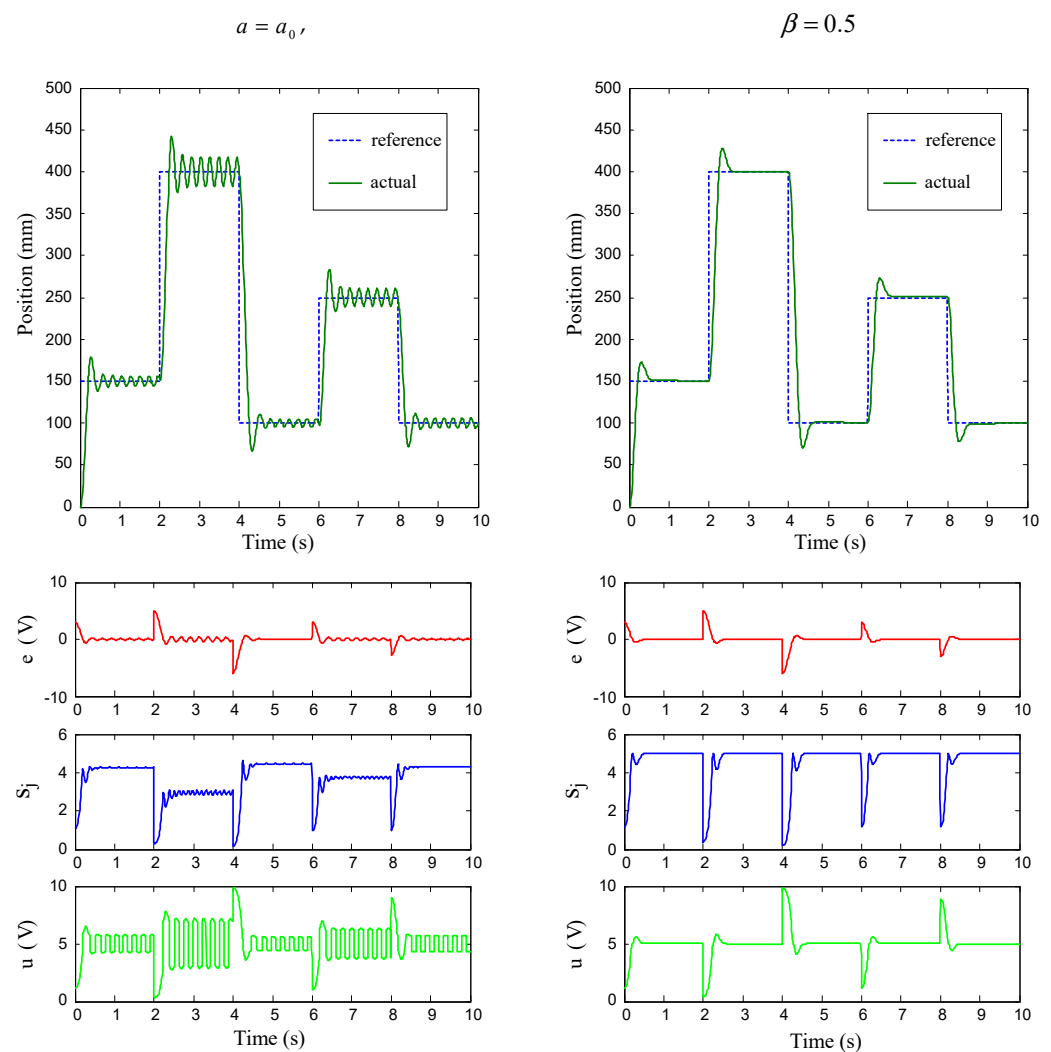 a = a₀ ,
β = 0.5
500
450
400
350
300
250
200
150
100
50
0
Position (mm)
reference
actual
0 1 2 3 4 5 6 7 8 9 10
Time (s)
500
450
400
350
300
250
200
150
100
50
0
Position (mm)
reference
actual
0 1 2 3 4 5 6 7 8 9 10
Time (s)
10
0
-10
e ( V)
0 1 2 3 4 5 6 7 8 9 10
10
0
-10
e ( V)
0 1 2 3 4 5 6 7 8 9 10
6
4
2
0
Sj
0 1 2 3 4 5 6 7 8 9 10
6
4
2
0
Sj
0 1 2 3 4 5 6 7 8 9 10
10
5
0
u ( V)
0 1 2 3 4 5 6 7 8 9 10
Time (s)
10
5
0
u ( V)
0 1 2 3 4 5 6 7 8 9 10
Time (s)